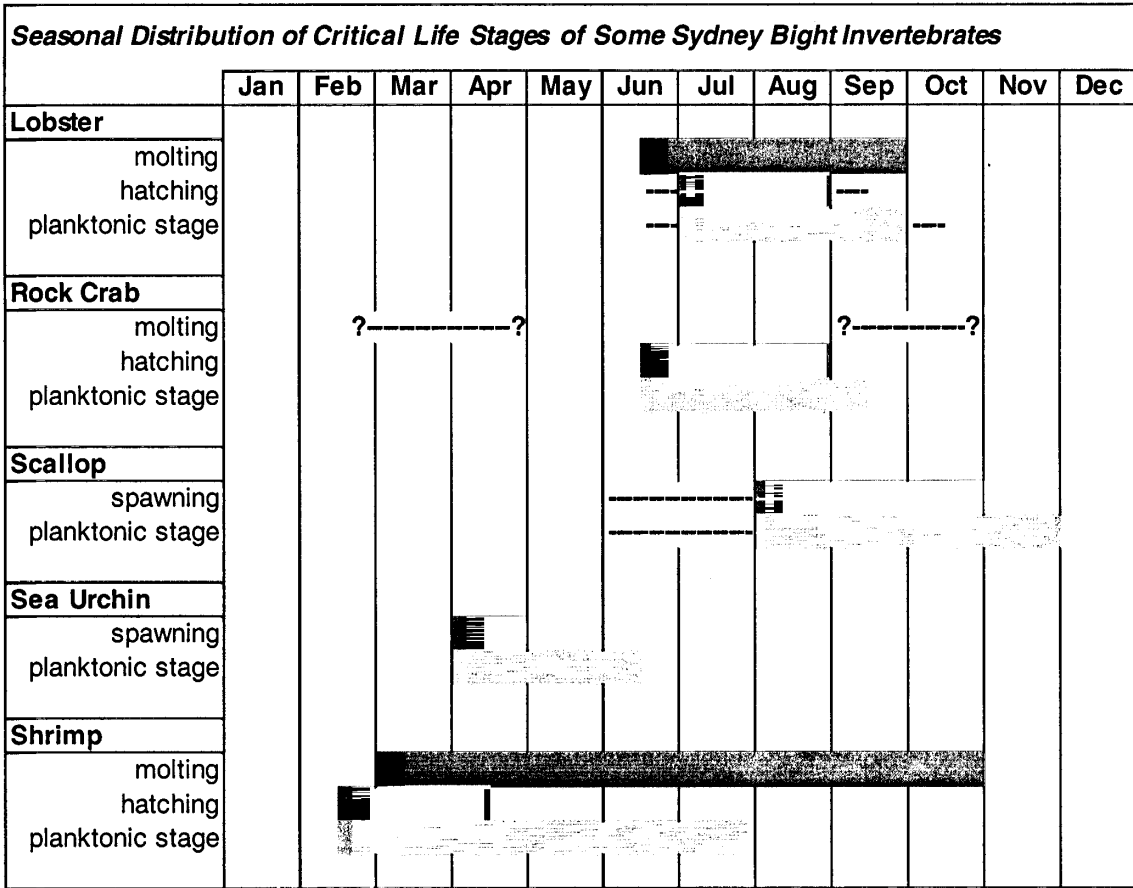 Seasonal Distribution of Critical Life Stages of Some Sydney Bight Invertebrates
Jan Feb Mar Apr May Jun Jul Aug Sep Oct Nov Dec
Lobster
molting
hatching
planktonic stage
Rock Crab
molting ?----------? ?----------?
hatching
planktonic stage
Scallop
spawning
planktonic stage
Sea Urchin
spawning
planktonic stage
Shrimp
molting
hatching
planktonic stage